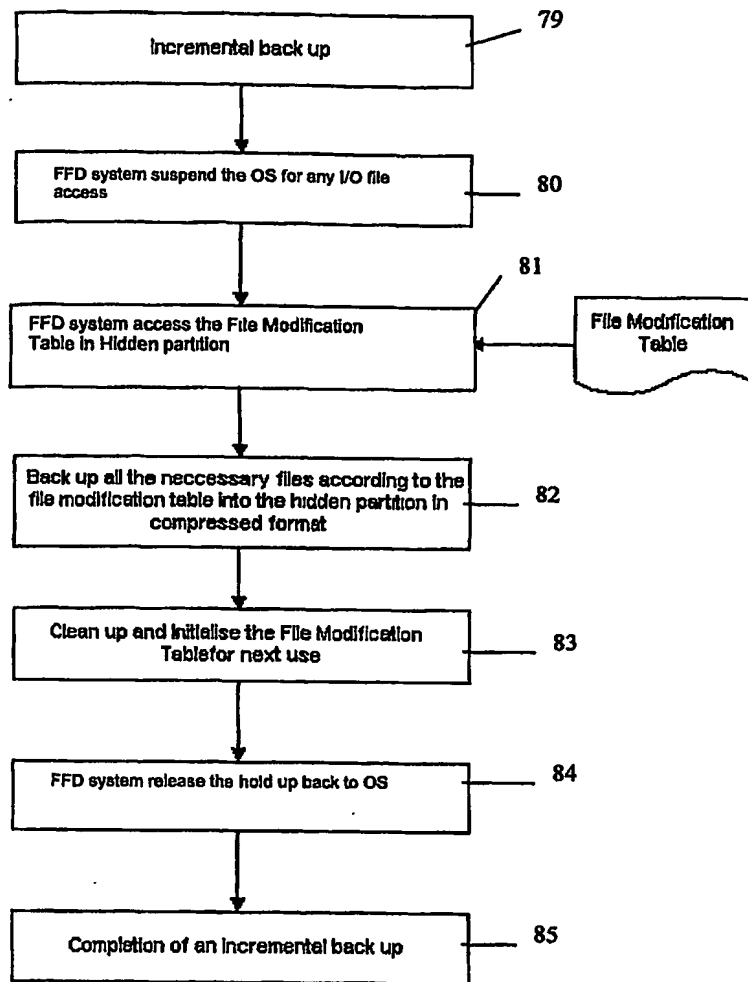 Incremental back up
79
FFD system suspend the OS for any I/O file
access
80
81
FFD system access the File Modification
Table in Hidden partition
File Modification
Table
Back up all the neccessary files according to the
file modification table into the hidden partition in
compressed format
82
Clean up and Initialise the File Modification
Tablefor next use
83
FFD system release the hold up back to OS
84
Completion of an Incremental back up
85